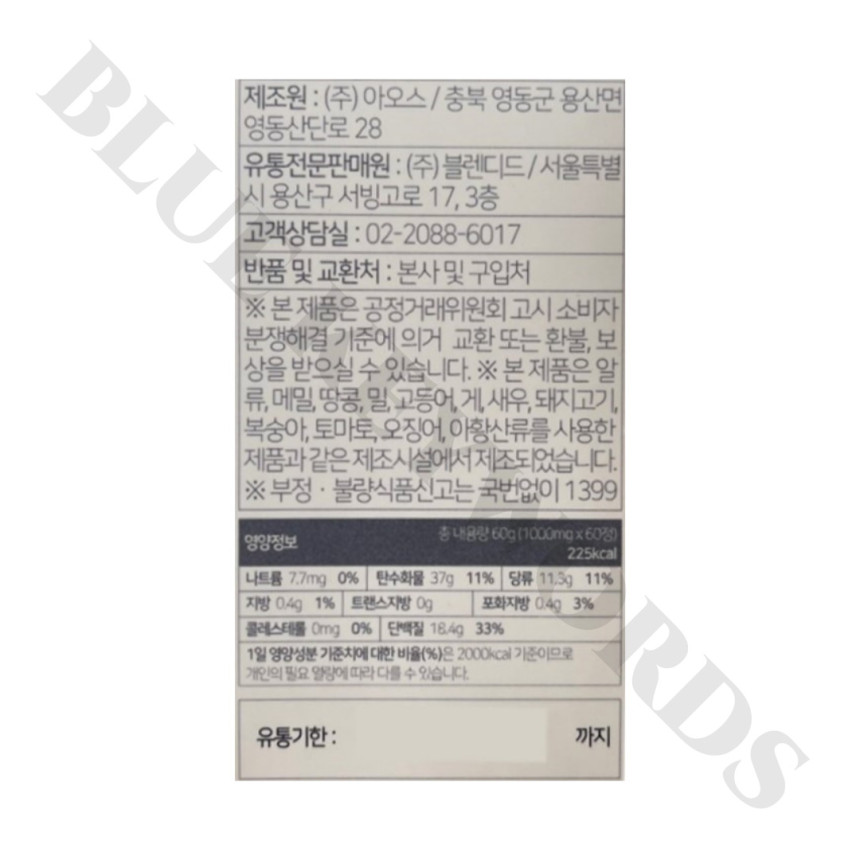 제조원 : (주) 아오스 / 충북 영동군 용산면
영동산단로 28
유통전문판매원 : (주) 블렌디드 / 서울특별
시 용산구 서빙고로 17, 3층
고객상담실 : 02-2088-6017
반품 및 교환처 : 본사 및 구입처
※ 본 제품은 공정거래위원회 고시 소비자
분쟁해결 기준에 의거 교환 또는 환불, 보
상을 받으실 수 있습니다. ※ 본 제품은 알
류, 메밀, 땅콩, 밀, 고등어, 게, 새우, 돼지고기,
복숭아, 토마토, 오징어, 아황산류를 사용한
제품과 같은 제조시설에서 제조되었습니다.
※ 부정 · 불량식품신고는 국번없이 1399
영양정보 총 내용량 60g (1000mg x 60정)
225kcal
나트륨 7.7mg 0% 탄수화물 37g 11% 당류 11.3g 11%
지방 0.4g 1% 트랜스지방 0g 포화지방 0.4g 3%
콜레스테롤 0mg 0% 단백질 18.4g 33%
1일 영양성분 기준치에 대한 비율(%)은 2000kcal 기준이므로
개인의 필요 열량에 따라 다를 수 있습니다.
유통기한 : 까지
BLUE KEYWORDS